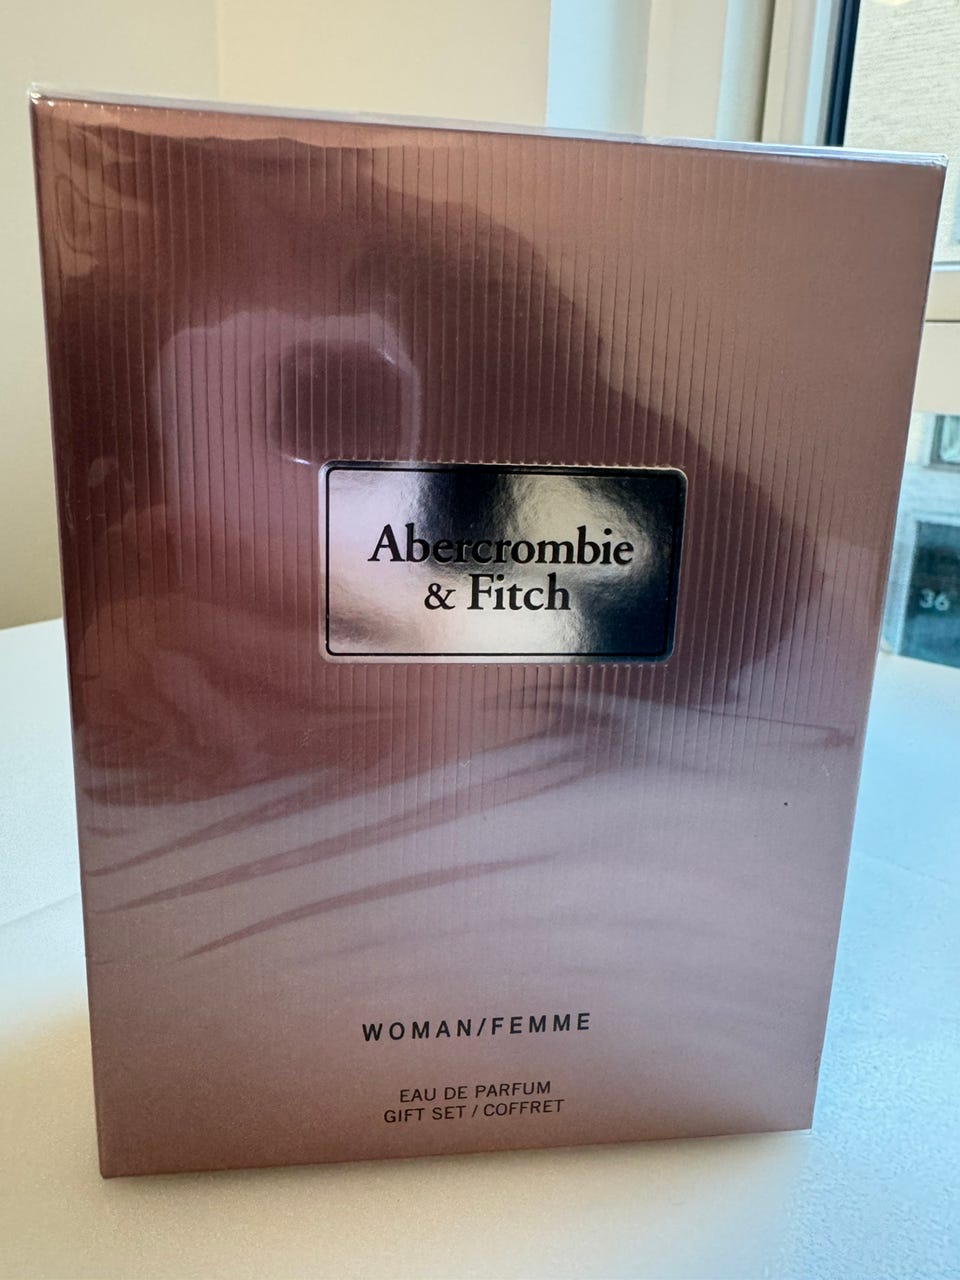 Abercrombie
& Fitch
36
WOMAN/FEMME
EAU DE PARFUM
GIFT SET / COFFRET